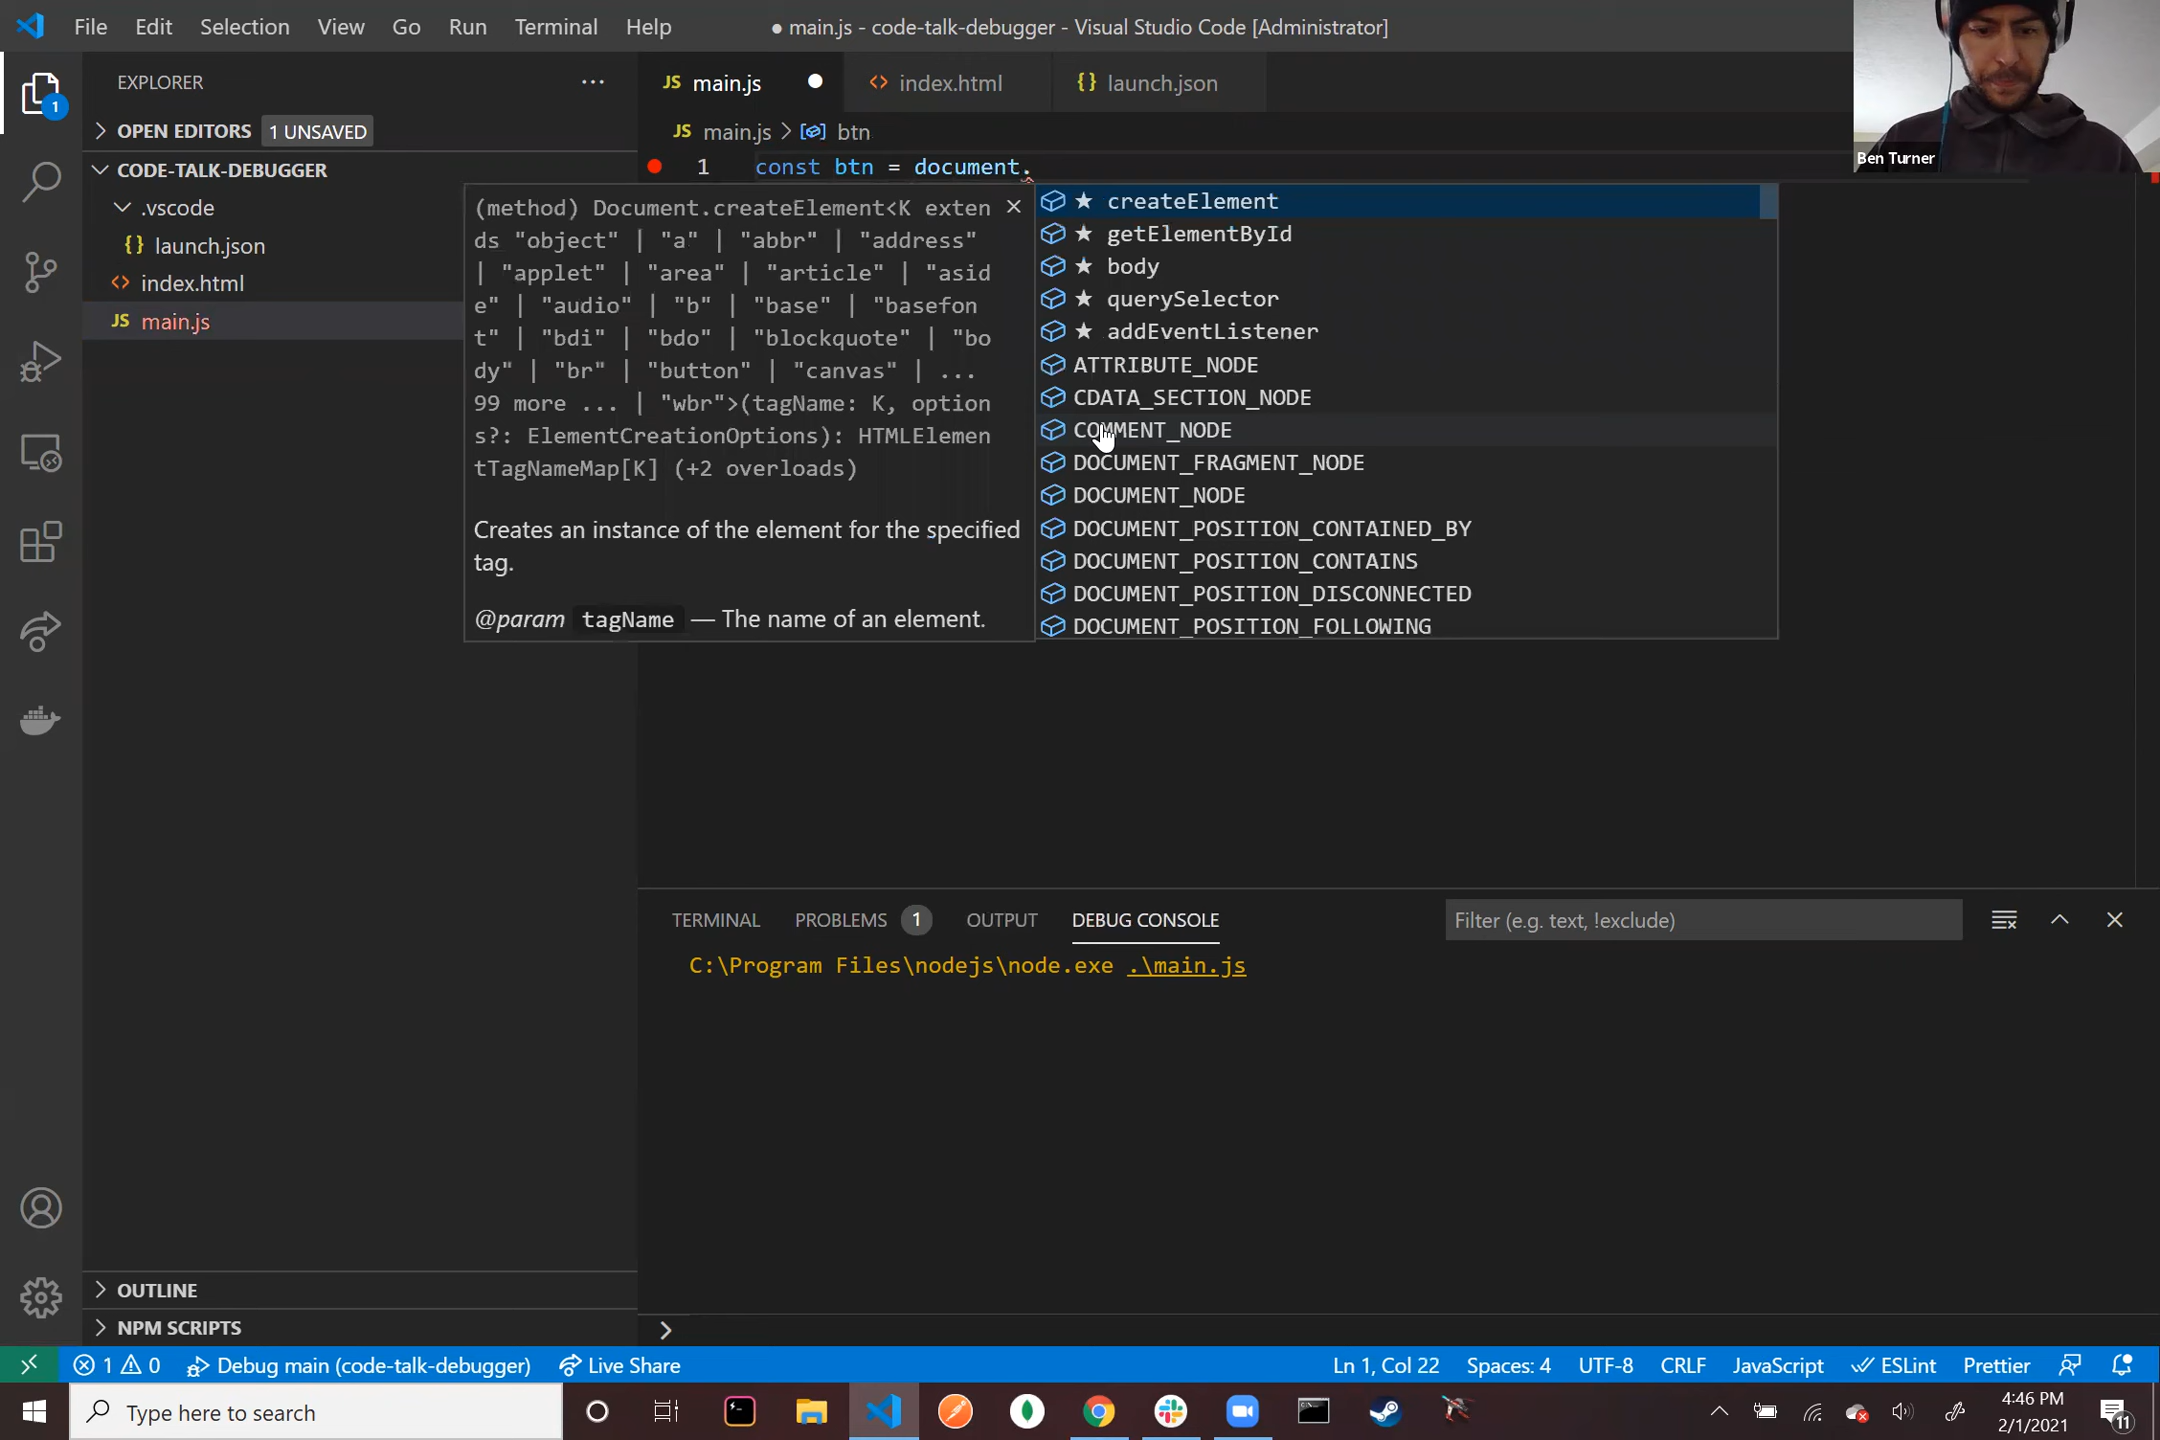 File Edit Selection View Go Run Terminal Help
● main.js - code-talk-debugger - Visual Studio Code [Administrator]
Ben Turner
EXPLORER ···
1
OPEN EDITORS 1 UNSAVED
CODE-TALK-DEBUGGER
.vscode
{} launch.json
<> index.html
JS main.js
JS main.js ● <> index.html {} launch.json
JS main.js > btn
1 const btn = document.
(method) Document.createElement<K exten
ds "object" | "a" | "abbr" | "address"
| "applet" | "area" | "article" | "asid
e" | "audio" | "b" | "base" | "basefon
t" | "bdi" | "bdo" | "blockquote" | "bo
dy" | "br" | "button" | "canvas" | ...
99 more ... | "wbr">(tagName: K, option
s?: ElementCreationOptions): HTMLElemen
tTagNameMap[K] (+2 overloads)
Creates an instance of the element for the specified
tag.
@param tagName — The name of an element.
★ createElement
★ getElementById
★ body
★ querySelector
★ addEventListener
ATTRIBUTE_NODE
CDATA_SECTION_NODE
COMMENT_NODE
DOCUMENT_FRAGMENT_NODE
DOCUMENT_NODE
DOCUMENT_POSITION_CONTAINED_BY
DOCUMENT_POSITION_CONTAINS
DOCUMENT_POSITION_DISCONNECTED
DOCUMENT_POSITION_FOLLOWING
TERMINAL PROBLEMS 1 OUTPUT DEBUG CONSOLE
Filter (e.g. text, !exclude)
C:\Program Files\nodejs\node.exe .\main.js
OUTLINE
NPM SCRIPTS
1 0 Debug main (code-talk-debugger) Live Share
Ln 1, Col 22 Spaces: 4 UTF-8 CRLF JavaScript ESLint Prettier
Type here to search
4:46 PM
2/1/2021
11